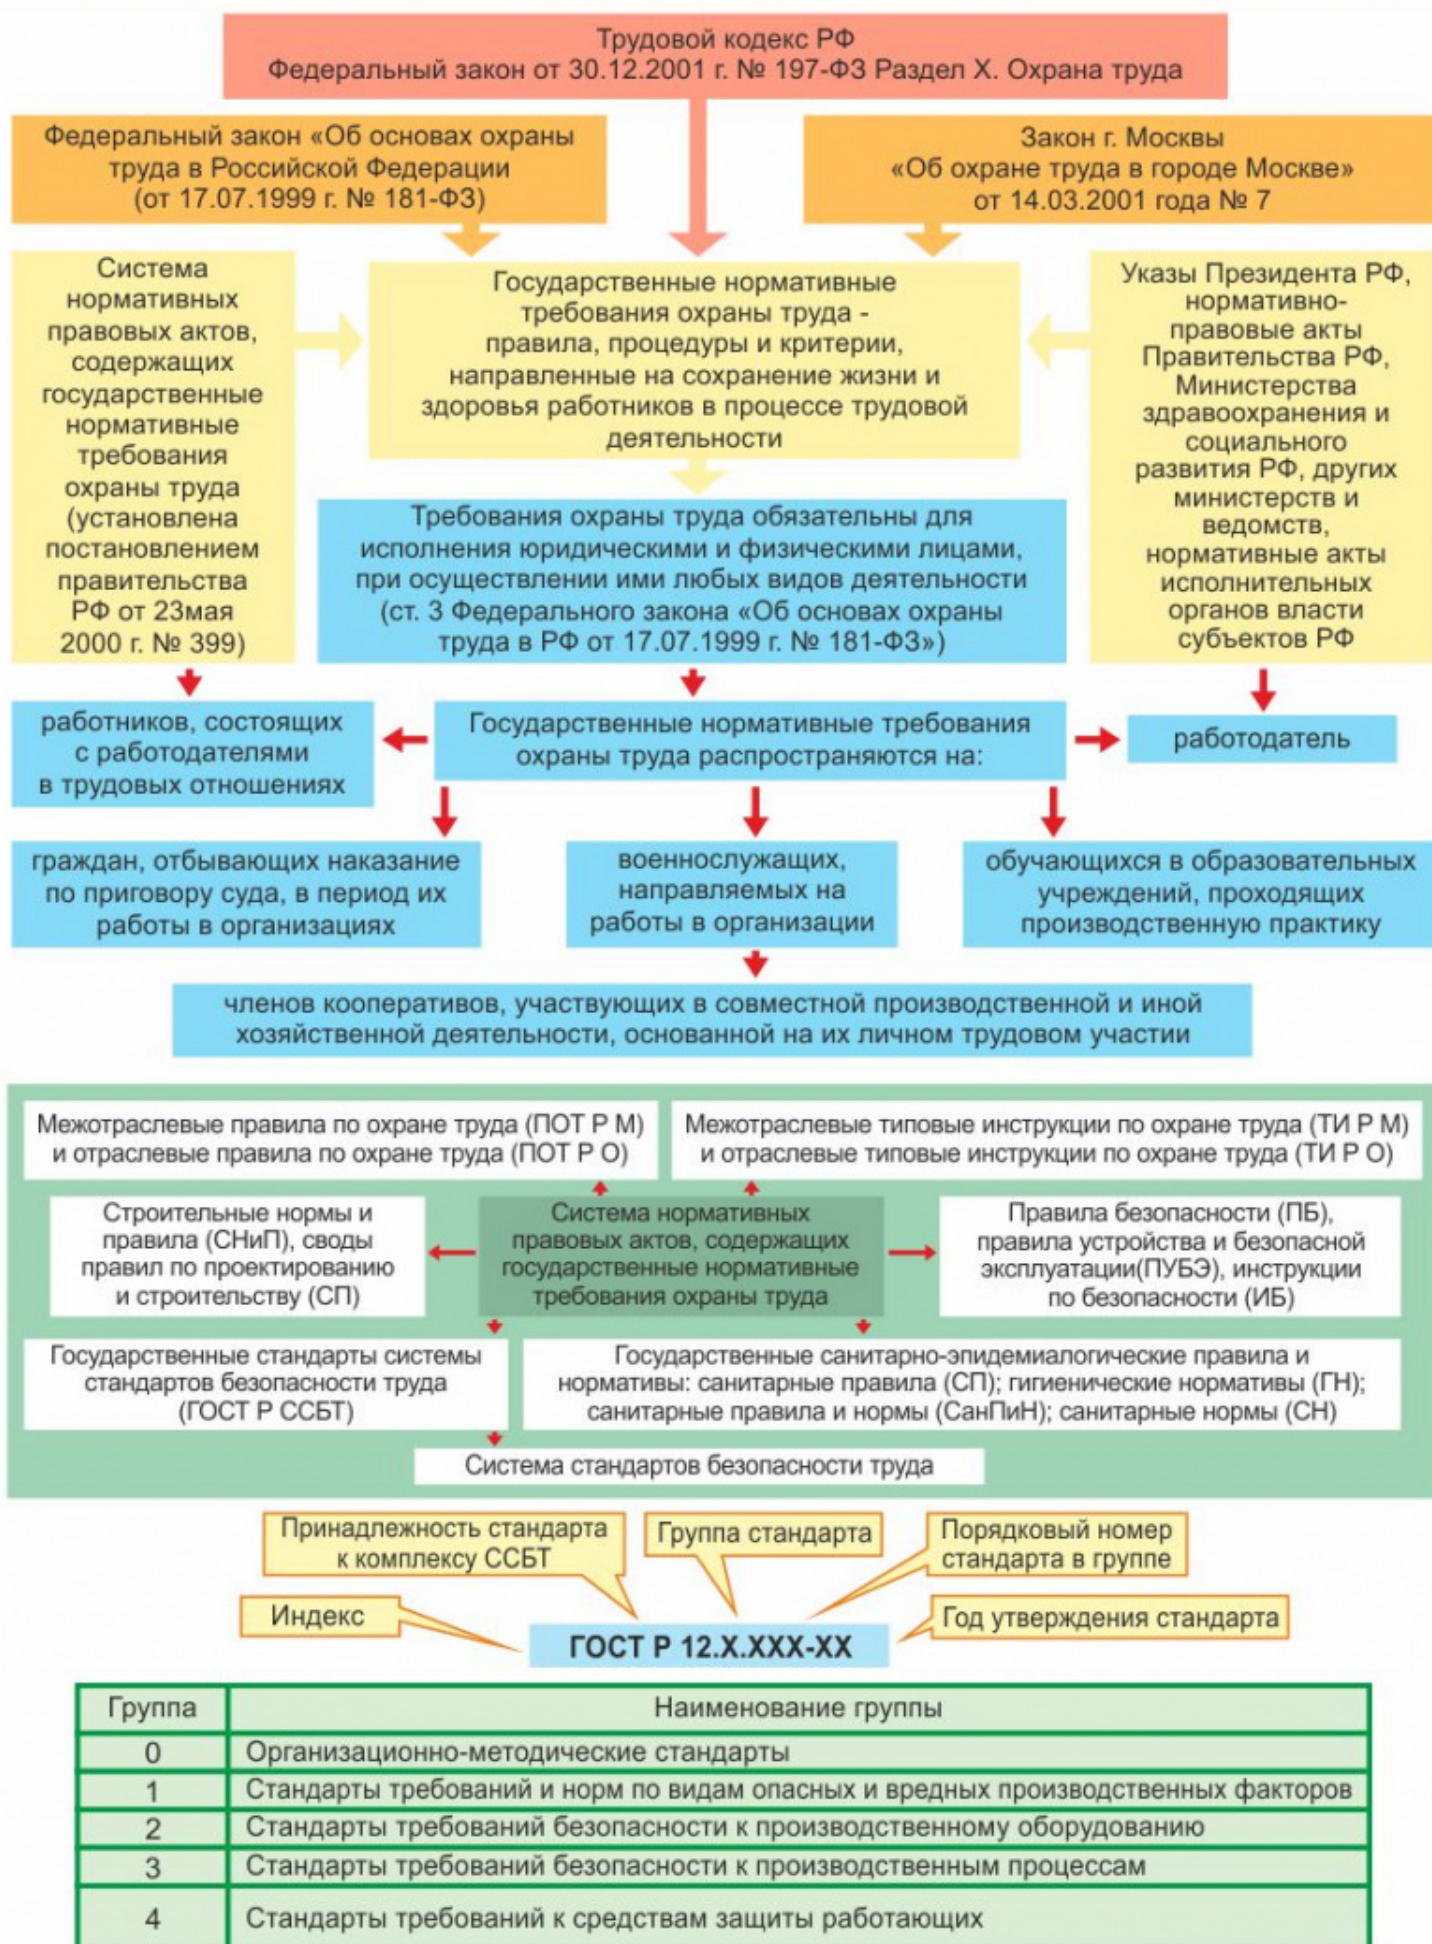 Трудовой кодекс РФ
Федеральный закон от 30.12.2001 г. № 197-ФЗ Раздел X. Охрана труда
Федеральный закон «Об основах охраны
труда в Российской Федерации
(от 17.07.1999 г. № 181-ФЗ)
Закон г. Москвы
«Об охране труда в городе Москве»
от 14.03.2001 года № 7
Система
нормативных
правовых актов,
содержащих
государственные
нормативные
требования
охраны труда
(установлена
постановлением
правительства
РФ от 23мая
2000 г. № 399)
Государственные нормативные
требования охраны труда -
правила, процедуры и критерии,
направленные на сохранение жизни и
здоровья работников в процессе трудовой
деятельности
Указы Президента РФ,
нормативно-
правовые акты
Правительства РФ,
Министерства
здравоохранения и
социального
развития РФ, других
министерств и
ведомств,
нормативные акты
исполнительных
органов власти
субъектов РФ
Требования охраны труда обязательны для
исполнения юридическими и физическими лицами,
при осуществлении ими любых видов деятельности
(ст. 3 Федерального закона «Об основах охраны
труда в РФ от 17.07.1999 г. № 181-ФЗ»)
работников, состоящих
с работодателями
в трудовых отношениях
Государственные нормативные требования
охраны труда распространяются на:
работодатель
граждан, отбывающих наказание
по приговору суда, в период их
работы в организациях
военнослужащих,
направляемых на
работы в организации
обучающихся в образовательных
учреждений, проходящих
производственную практику
членов кооперативов, участвующих в совместной производственной и иной
хозяйственной деятельности, основанной на их личном трудовом участии
Межотраслевые правила по охране труда (ПОТ Р М)
и отраслевые правила по охране труда (ПОТ Р О)
Межотраслевые типовые инструкции по охране труда (ТИ Р М)
и отраслевые типовые инструкции по охране труда (ТИ Р О)
Строительные нормы и
правила (СНиП), своды
правил по проектированию
и строительству (СП)
Система нормативных
правовых актов, содержащих
государственные нормативные
требования охраны труда
Правила безопасности (ПБ),
правила устройства и безопасной
эксплуатации(ПУБЭ), инструкции
по безопасности (ИБ)
Государственные стандарты системы
стандартов безопасности труда
(ГОСТ Р ССБТ)
Государственные санитарно-эпидемиалогические правила и
нормативы: санитарные правила (СП); гигиенические нормативы (ГН);
санитарные правила и нормы (СанПиН); санитарные нормы (СН)
Система стандартов безопасности труда
Принадлежность стандарта
к комплексу ССБТ
Группа стандарта
Порядковый номер
стандарта в группе
Индекс
Год утверждения стандарта
ГОСТ Р 12.Х.ХХХ-ХХ
Группа Наименование группы
0 Организационно-методические стандарты
1 Стандарты требований и норм по видам опасных и вредных производственных факторов
2 Стандарты требований безопасности к производственному оборудованию
3 Стандарты требований безопасности к производственным процессам
4 Стандарты требований к средствам защиты работающих